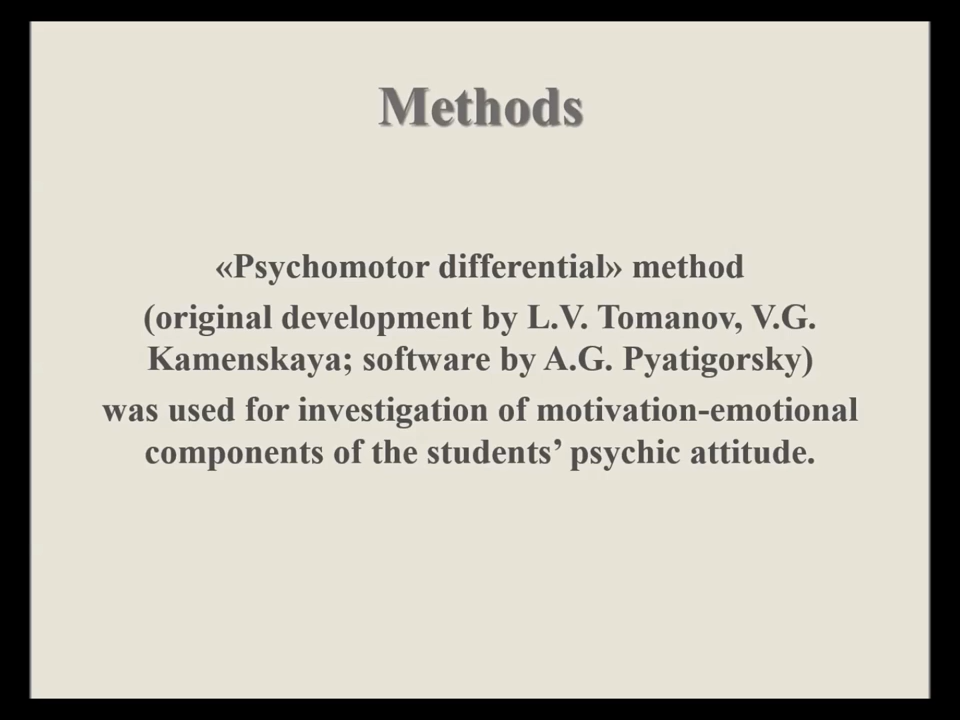 Methods
«Psychomotor differential» method
(original development by L.V. Tomanov, V.G.
Kamenskaya; software by A.G. Pyatigorsky)
was used for investigation of motivation-emotional
components of the students’ psychic attitude.